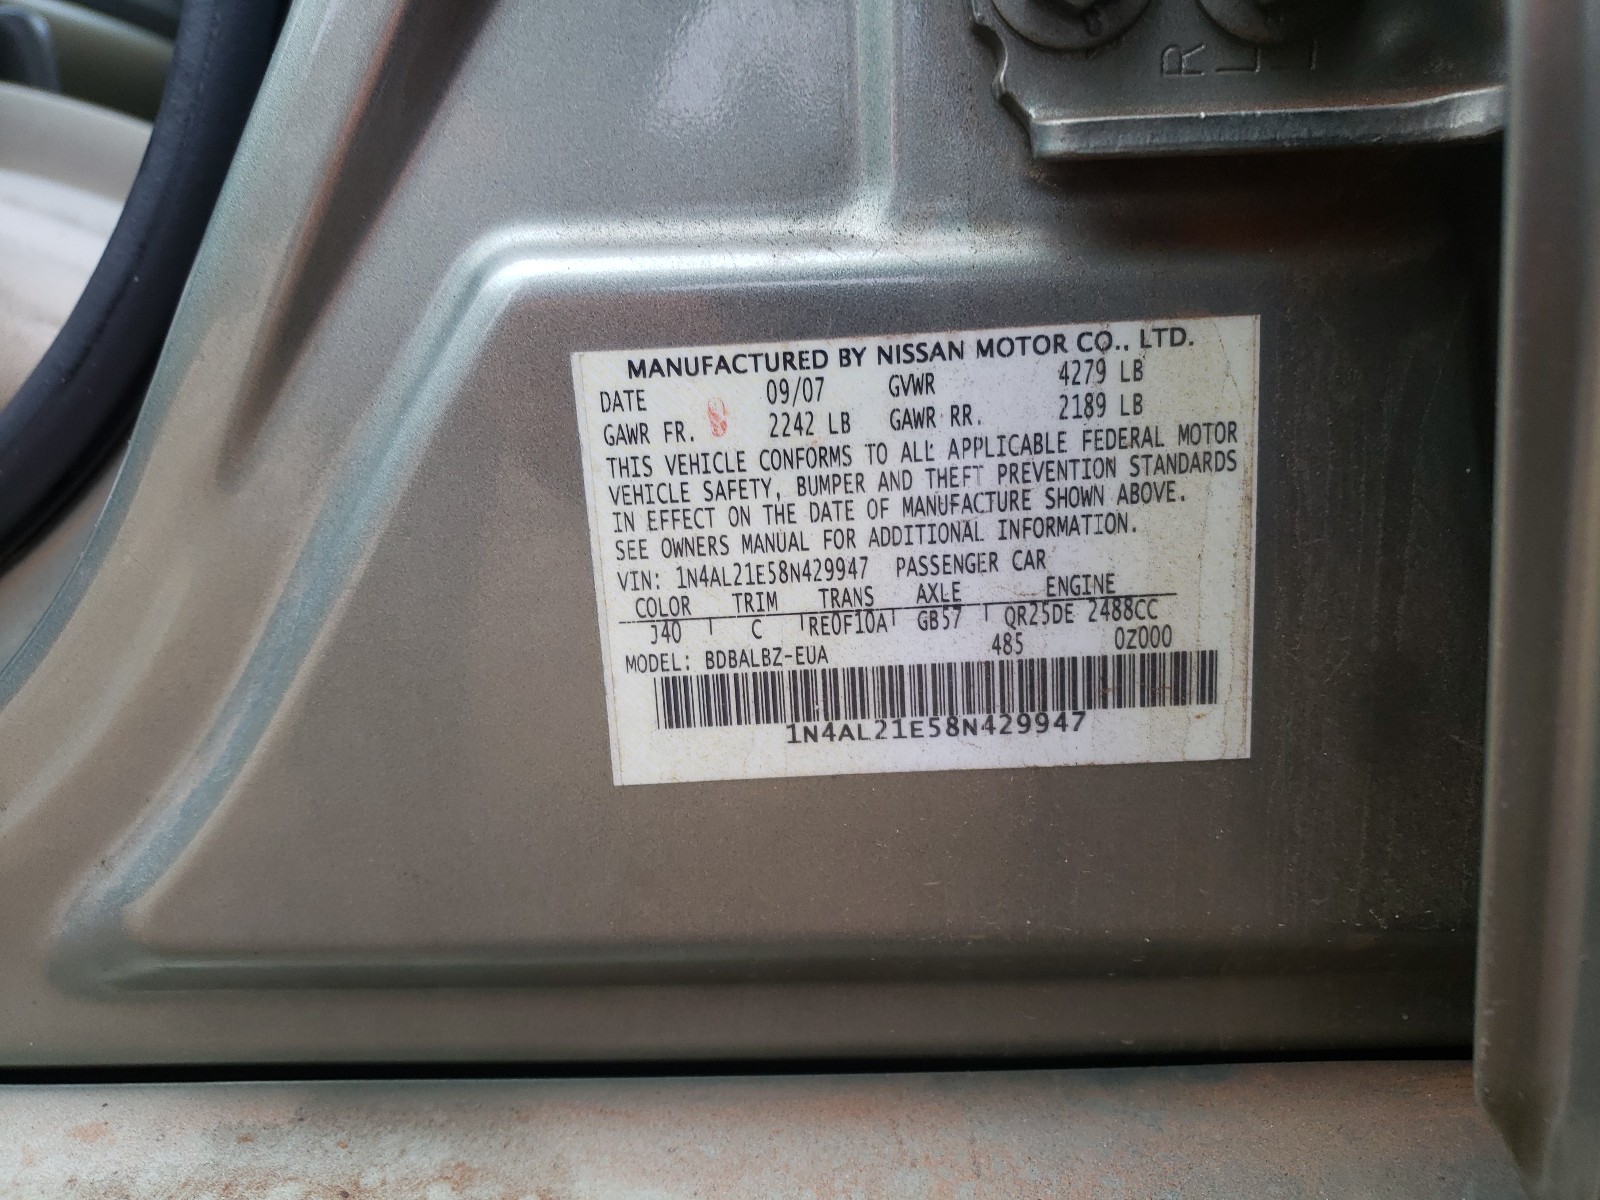 R
L
MANUFACTURED BY NISSAN MOTOR CO., LTD.
DATE 09/07 GVWR 4279 LB
GAWR FR. 8 2242 LB GAWR RR. 2189 LB
THIS VEHICLE CONFORMS TO ALL APPLICABLE FEDERAL MOTOR
VEHICLE SAFETY, BUMPER AND THEFT PREVENTION STANDARDS
IN EFFECT ON THE DATE OF MANUFACTURE SHOWN ABOVE.
SEE OWNERS MANUAL FOR ADDITIONAL INFORMATION.
VIN: 1N4AL21E58N429947 PASSENGER CAR
COLOR TRIM TRANS AXLE ENGINE
J40 C RE0F10A GB57 QR25DE 2488CC
485 0Z000
MODEL: BDBALBZ-EUA
1N4AL21E58N429947